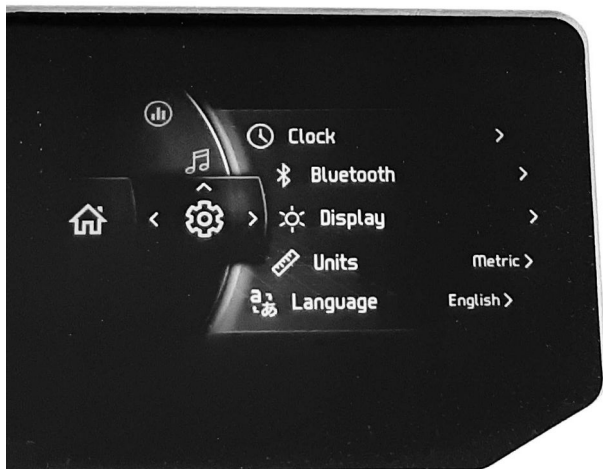 Clock
Bluetooth
Display
Units Metric
Language English